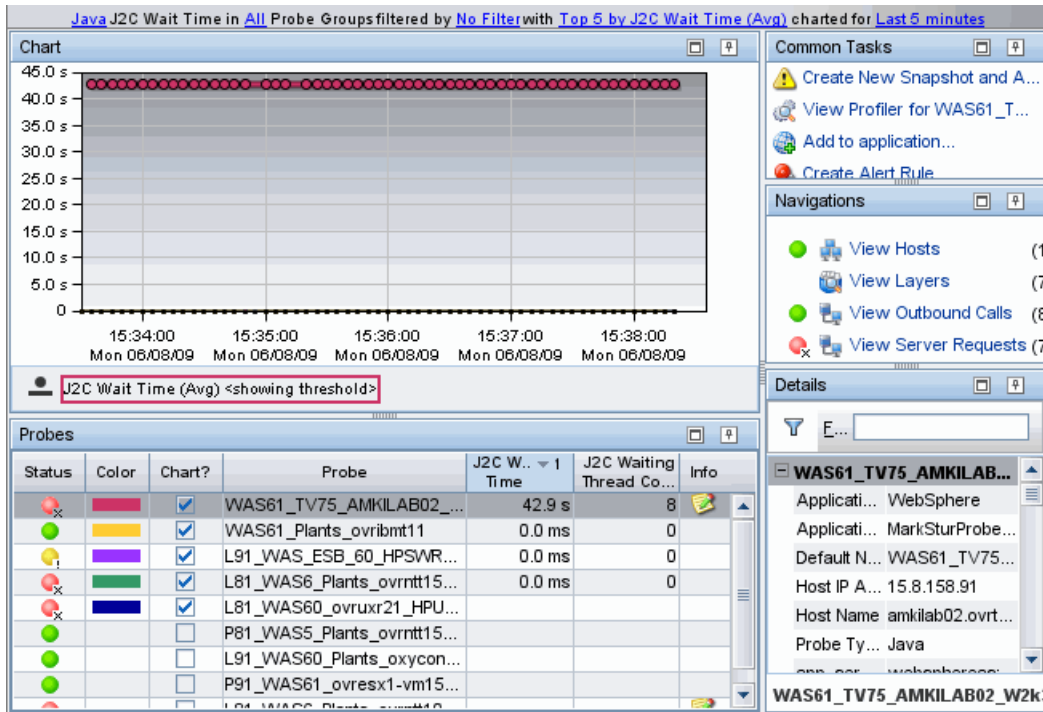 Java J2C Wait Time in All Probe Groups filtered by No Filter with Top 5 by J2C Wait Time (Avg) charted for Last 5 minutes
Chart
45.0 s
40.0 s
35.0 s
30.0 s
25.0 s
20.0 s
15.0 s
10.0 s
5.0 s
0
15:34:00 15:35:00 15:36:00 15:37:00 15:38:00
Mon 06/08/09 Mon 06/08/09 Mon 06/08/09 Mon 06/08/09 Mon 06/08/09
J2C Wait Time (Avg) <showing threshold>
Probes
Status Color Chart? Probe J2C W.. 1 Time J2C Waiting Thread Co... Info
WAS61_TV75_AMKILAB02_... 42.9 s 8
WAS61_Plants_ovribmt11 0.0 ms 0
L91_WAS_ESB_60_HPSWR... 0.0 ms 0
L81_WAS6_Plants_ovrntt15... 0.0 ms 0
L81_WAS60_ovruxr21_HPU...
P81_WAS5_Plants_ovrntt15...
L91_WAS60_Plants_oxycon...
P91_WAS61_ovresx1-vm15...
Common Tasks
Create New Snapshot and A...
View Profiler for WAS61_T...
Add to application...
Create Alert Rule
Navigations
View Hosts (1
View Layers (7
View Outbound Calls (8
View Server Requests (7
Details
F...
WAS61_TV75_AMKILAB...
Applicati... WebSphere
Applicati... MarkSturProbe...
Default N... WAS61_TV75...
Host IP A... 15.8.158.91
Host Name amkilab02.ovrt...
Probe Ty... Java
WAS61_TV75_AMKILAB02_W2k